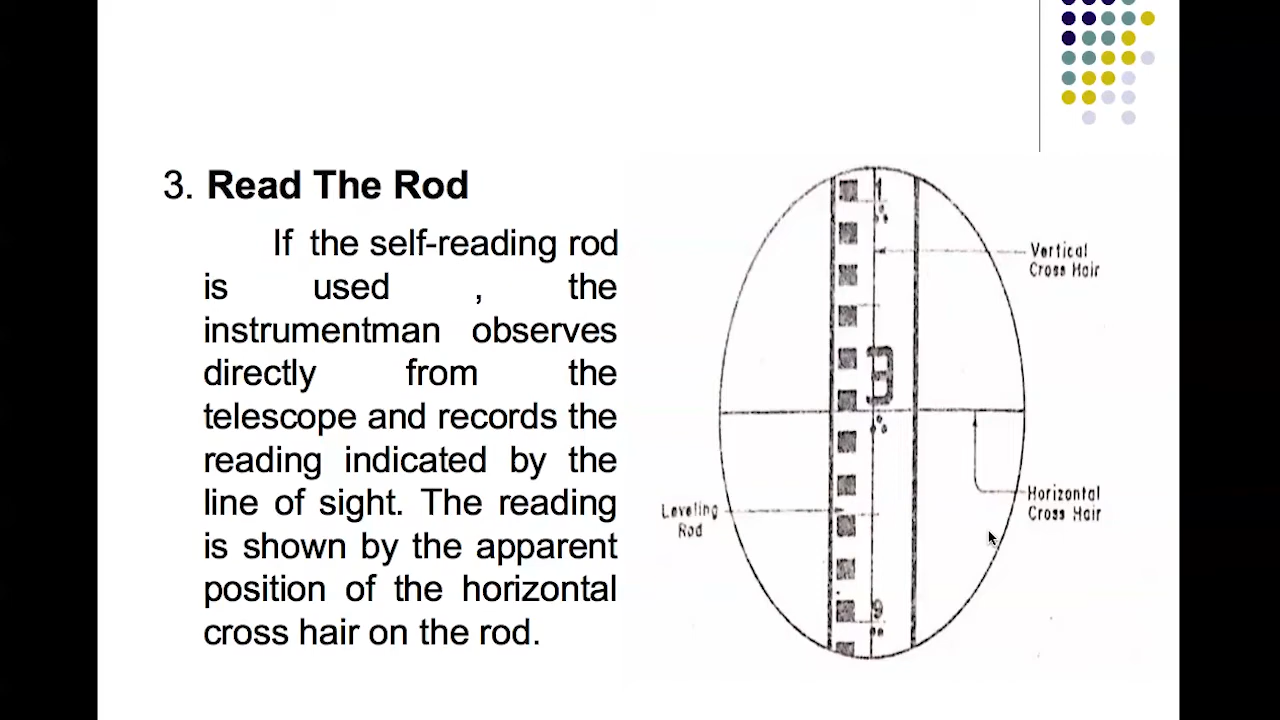 3. Read The Rod
If the self-reading rod
is used , the
instrumentman observes
directly from the
telescope and records the
reading indicated by the
line of sight. The reading
is shown by the apparent
position of the horizontal
cross hair on the rod.
1
Vertical
Cross Hair
3
Horizontal
Cross Hair
Leveling
Rod
9